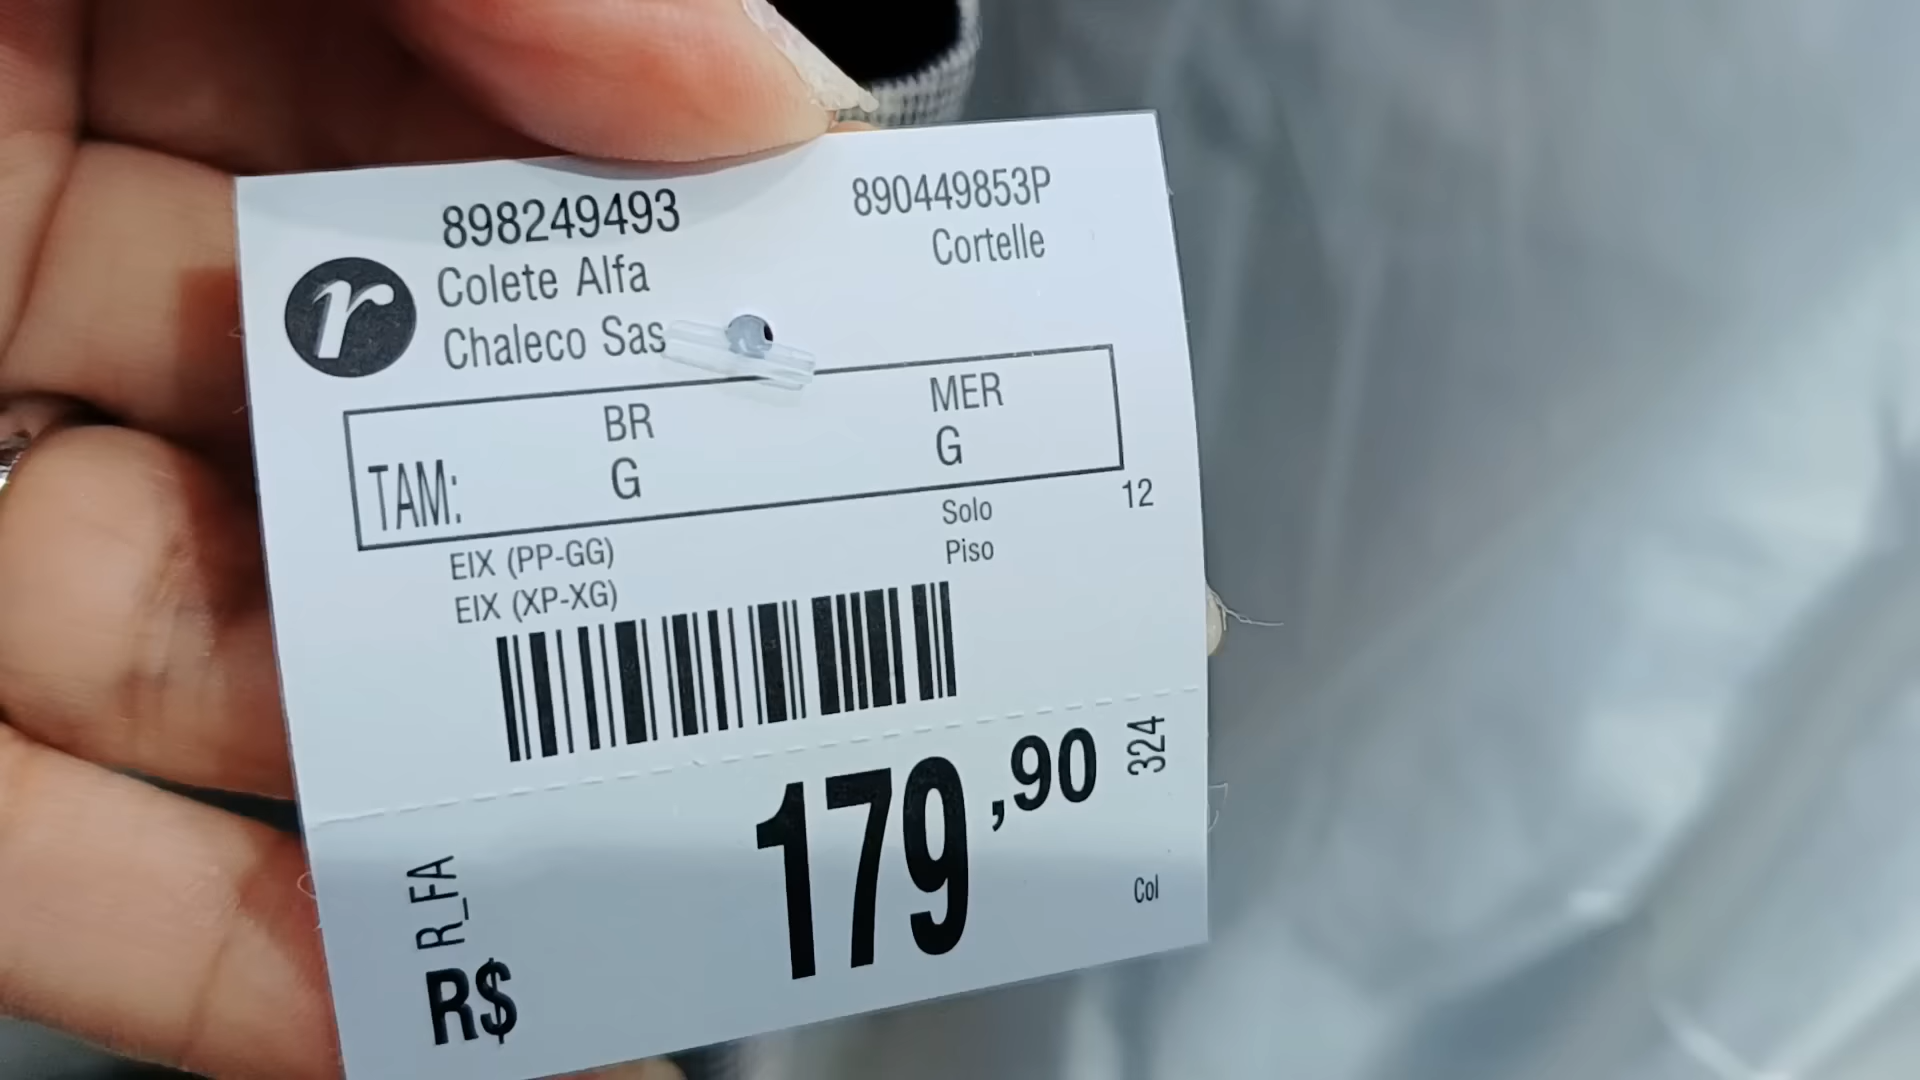 898249493
890449853P
Colete Alfa
Cortelle
Chaleco Sas
r
BR
MER
TAM:
G
G
12
EIX (PP-GG)
Solo
EIX (XP-XG)
Piso
324
R$
179,90
R_FA
Col